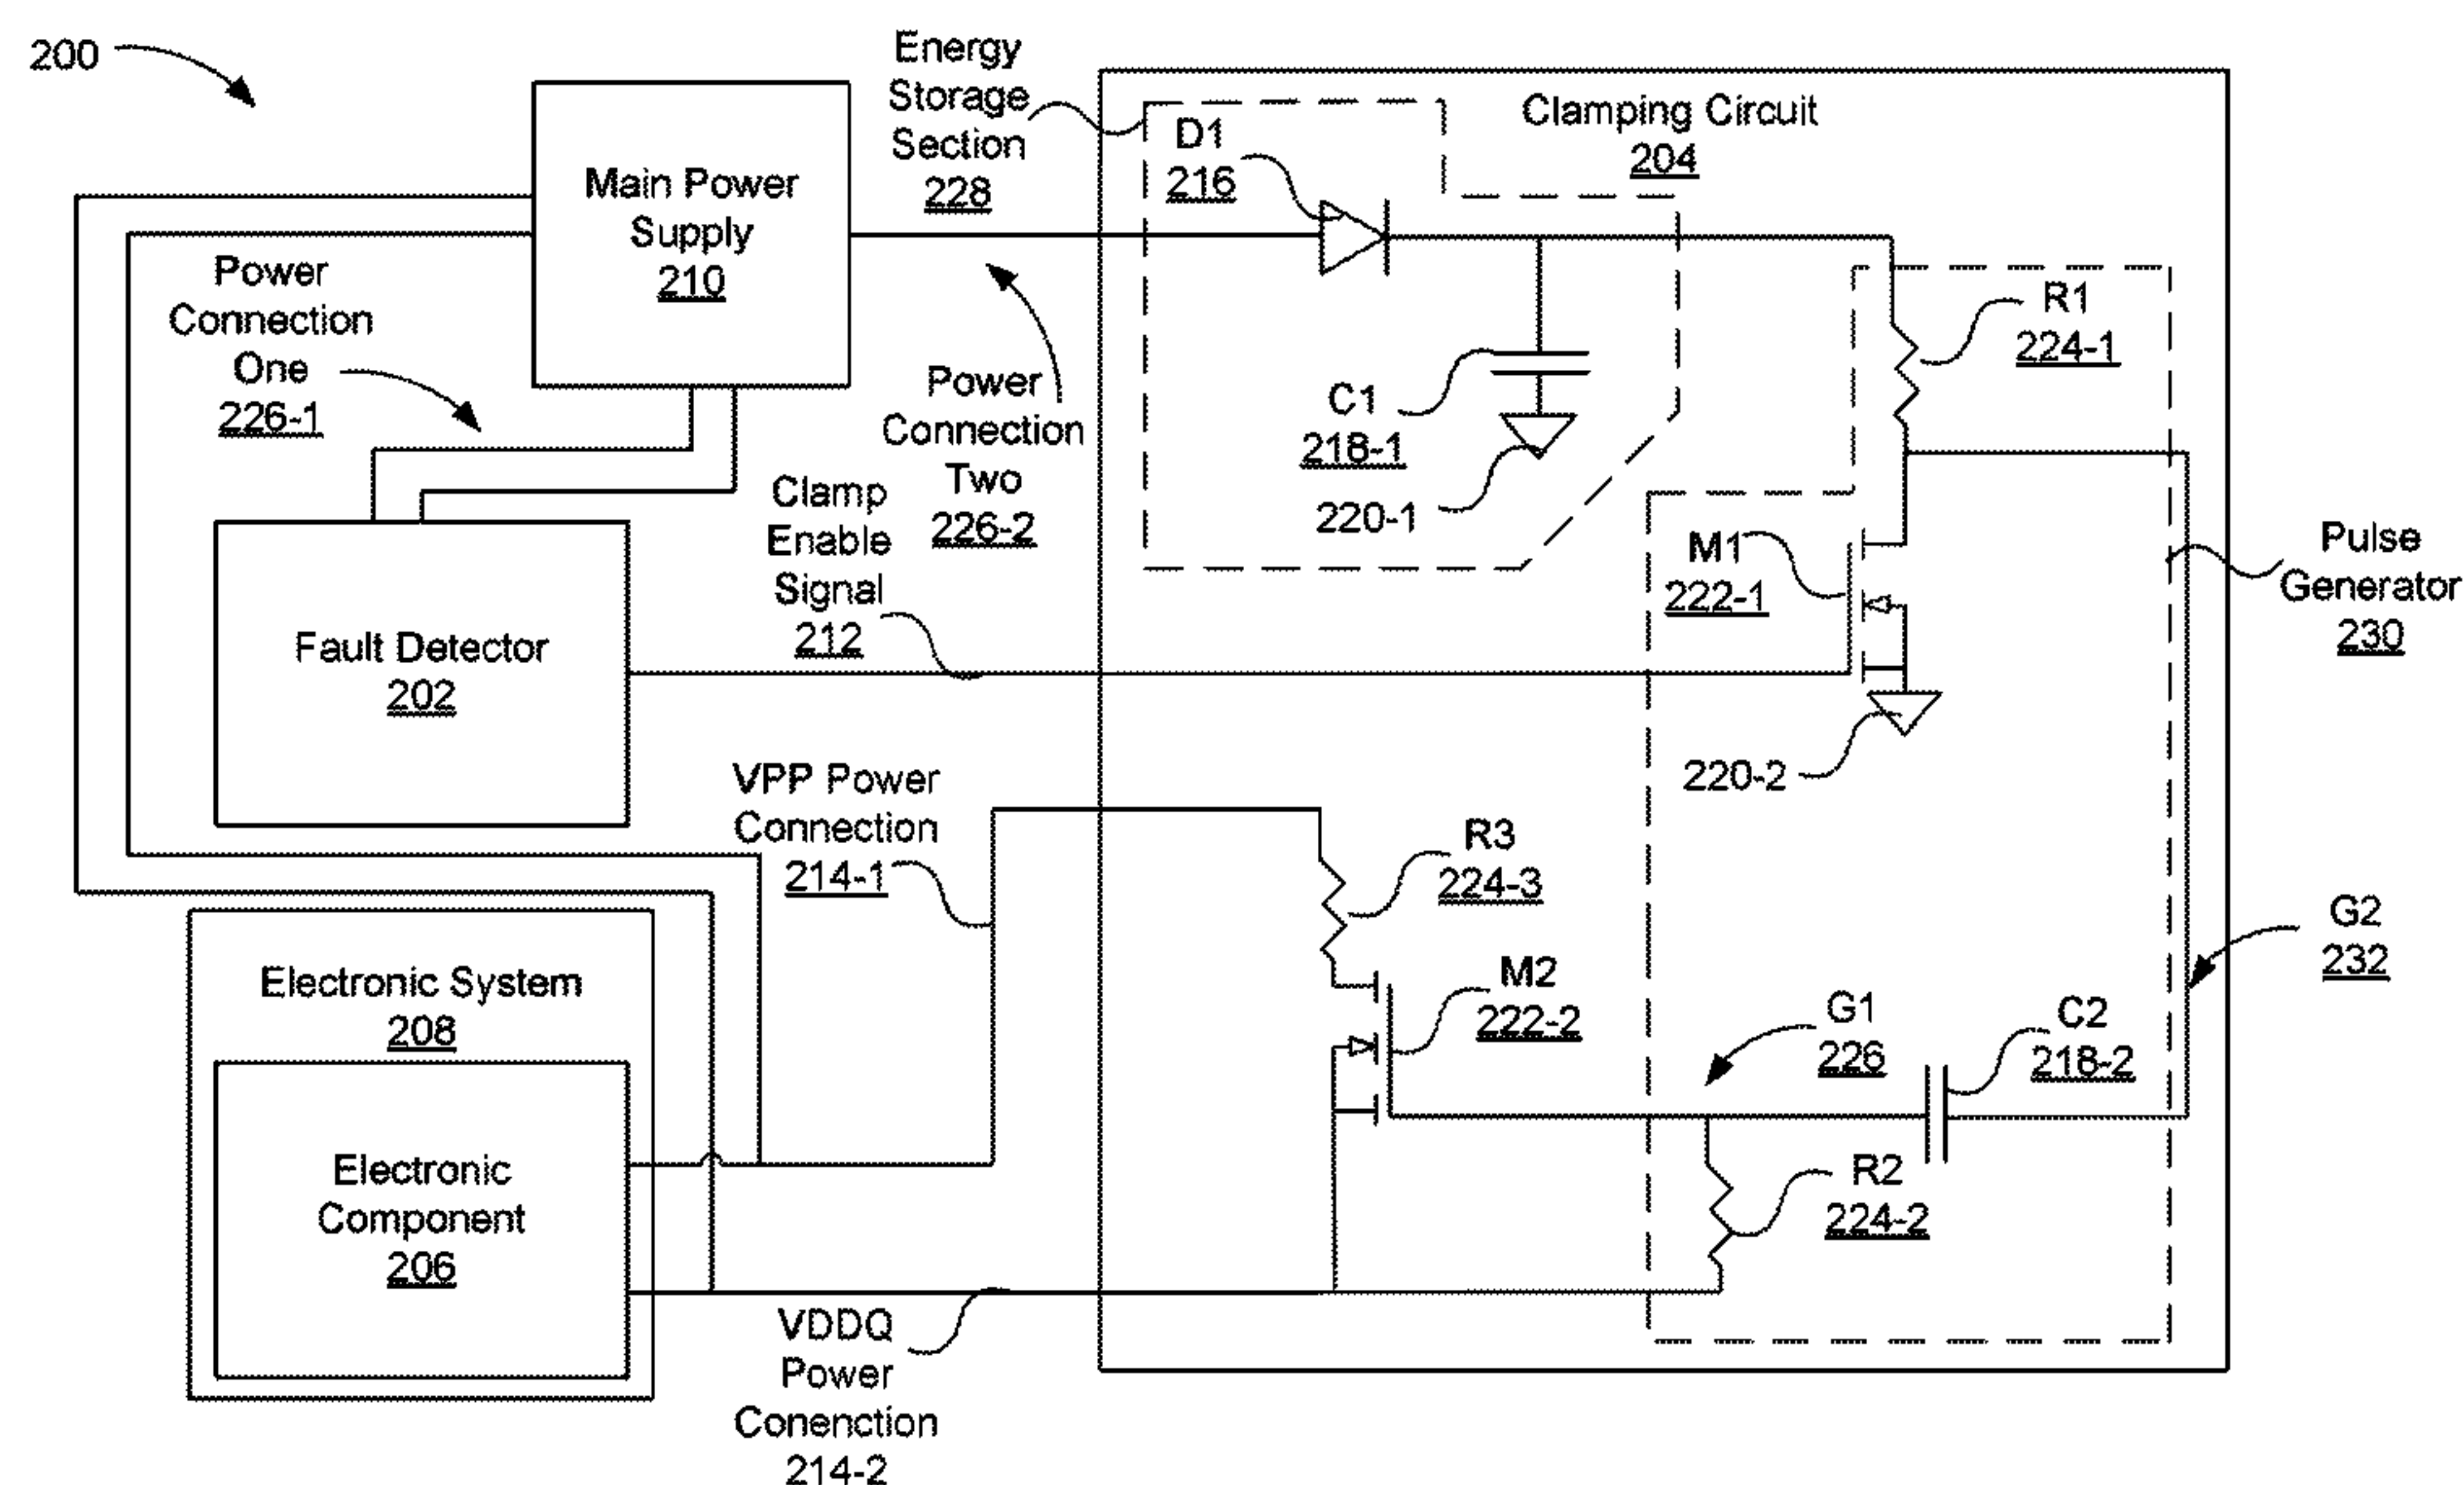 200
Energy
Storage
Section
228
Clamping Circuit
204
D1
216
Main Power
Supply
210
Power
Connection
One
226-1
R1
224-1
Power
Connection
Two
226-2
C1
218-1
220-1
Clamp
Enable
Signal
212
M1
222-1
Pulse
Generator
230
Fault Detector
202
220-2
VPP Power
Connection
214-1
R3
224-3
G2
232
Electronic System
208
M2
222-2
G1
226
C2
218-2
Electronic
Component
206
R2
224-2
VDDQ
Power
Conenction
214-2